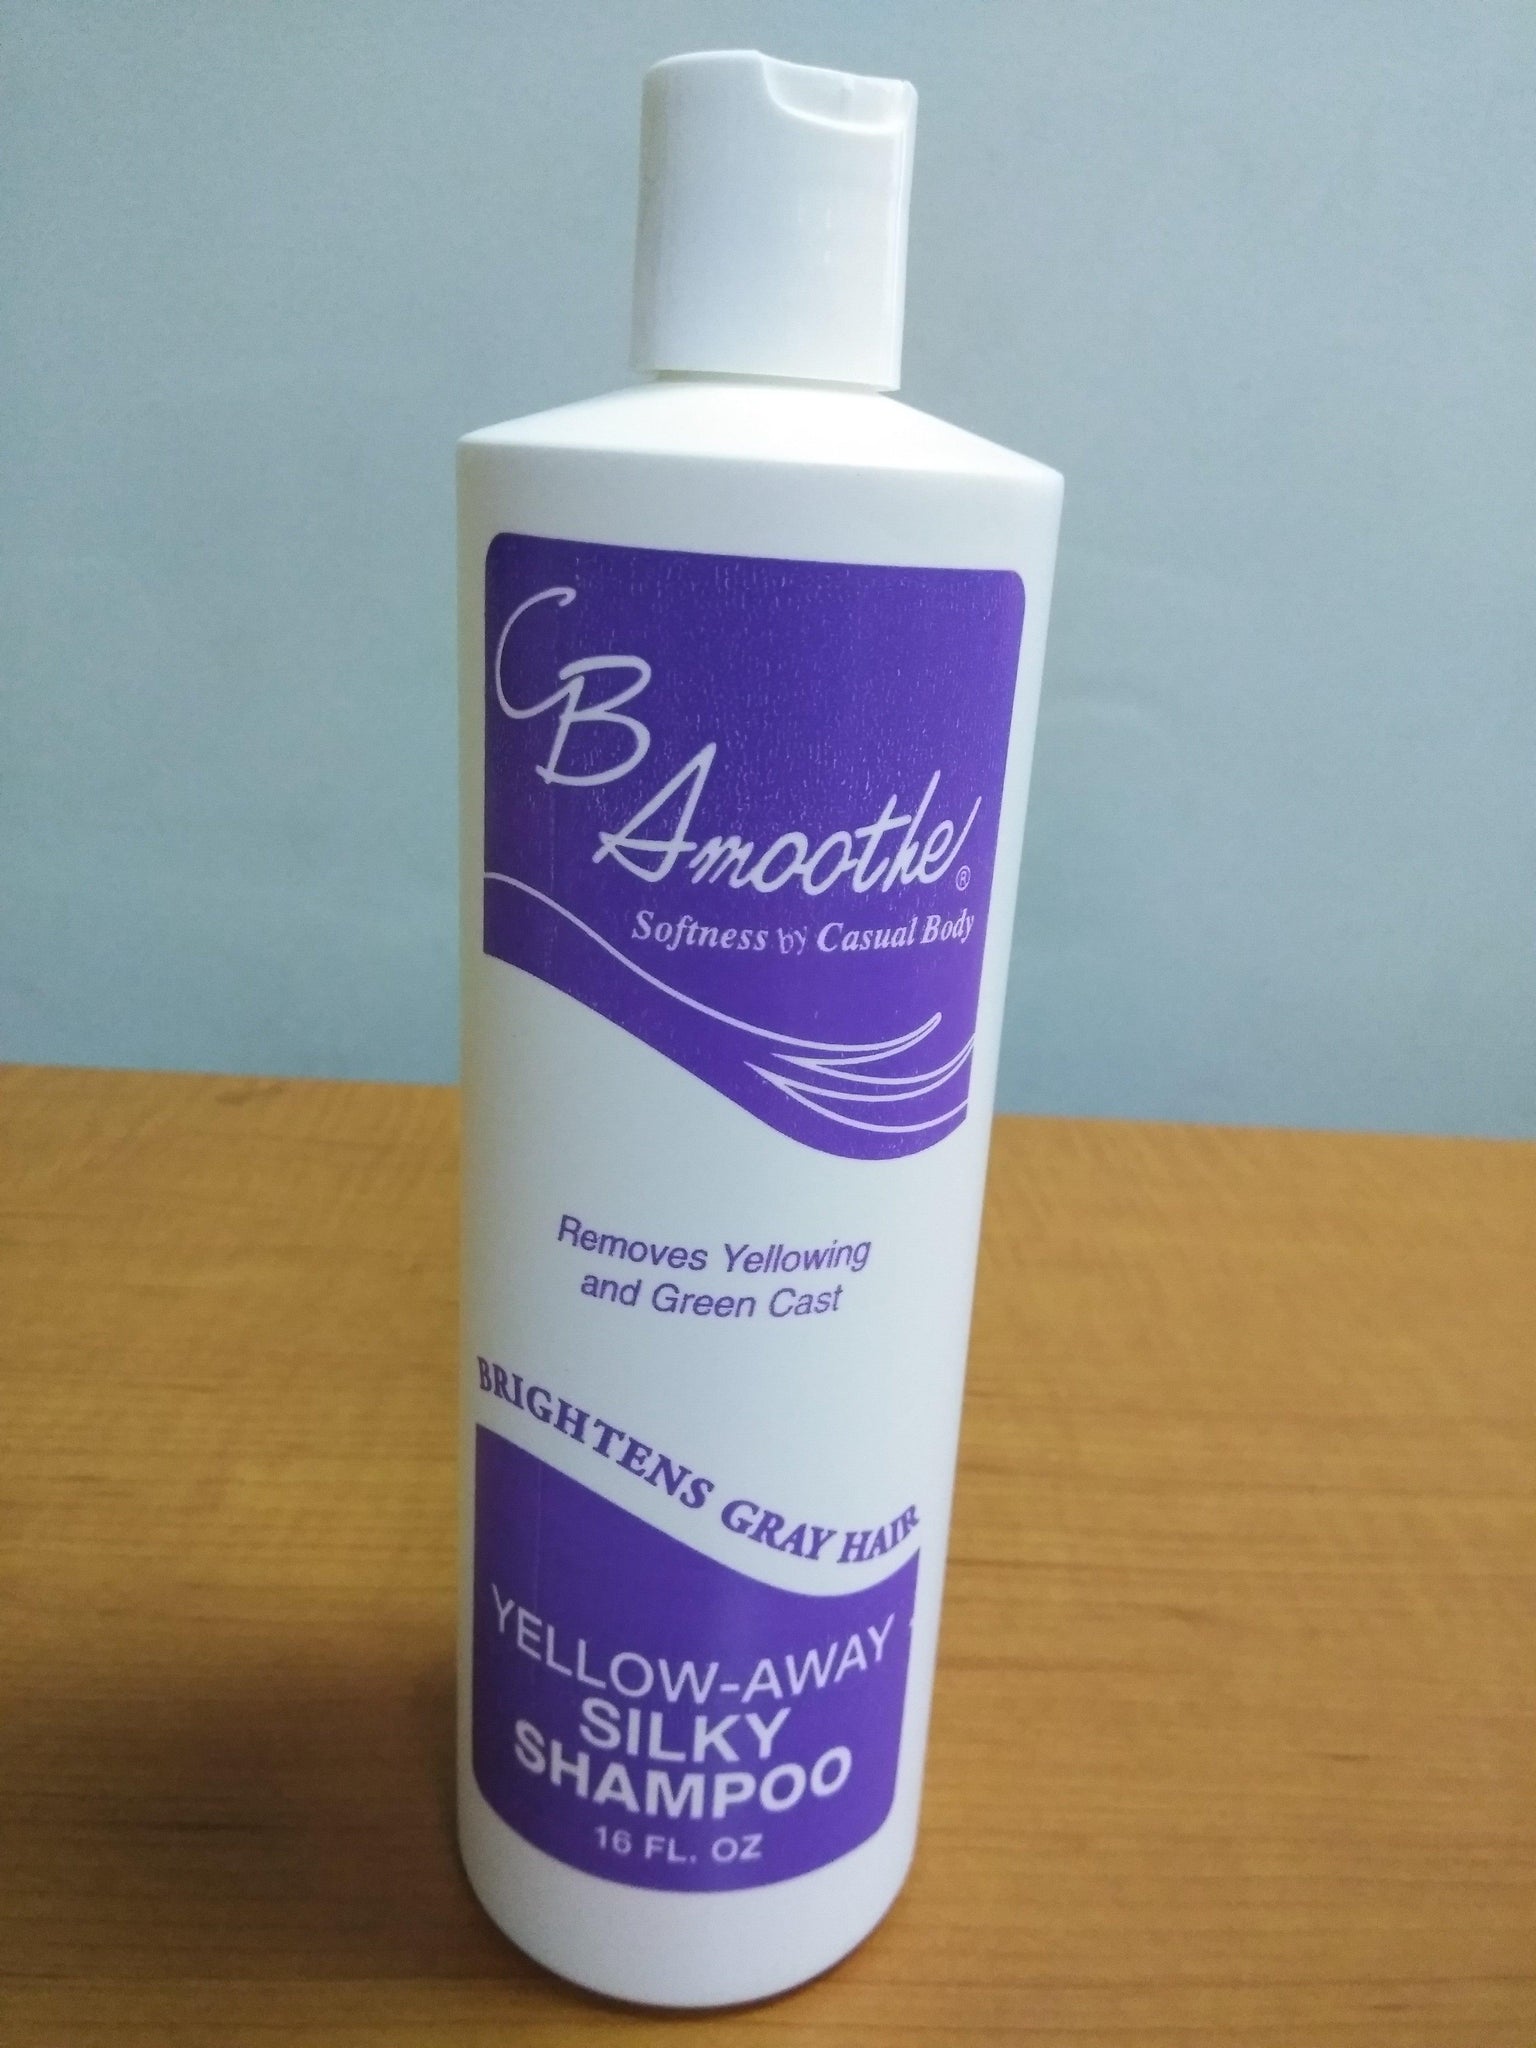 CB Smoothe®
Softness by Casual Body
Removes Yellowing
and Green Cast
BRIGHTENS GRAY HAIR
YELLOW-AWAY
SILKY
SHAMPOO
16 FL. OZ